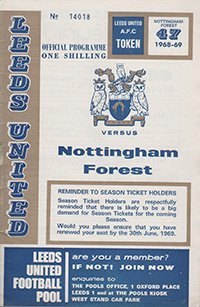 LEEDS UNITED
No 14018
OFFICIAL PROGRAMME
ONE SHILLING
LEEDS UNITED
A.F.C
TOKEN
NOTTINGHAM
FOREST
47
1968-69
VERSUS
Nottingham
Forest
REMINDER TO SEASON TICKET HOLDERS
Season Ticket Holders are respectfully
reminded that there is likely to be a big
demand for Season Tickets for the coming
Season.
Would you please ensure that you have
renewed your seat by the 30th June, 1969.
LEEDS
UNITED
FOOTBALL
POOL
are you a member?
IF NOT! JOIN NOW
enquiries to
THE POOLS OFFICE, 1 OXFORD PLACE
LEEDS 1 and at THE POOLS KIOSK
WEST STAND CAR PARK